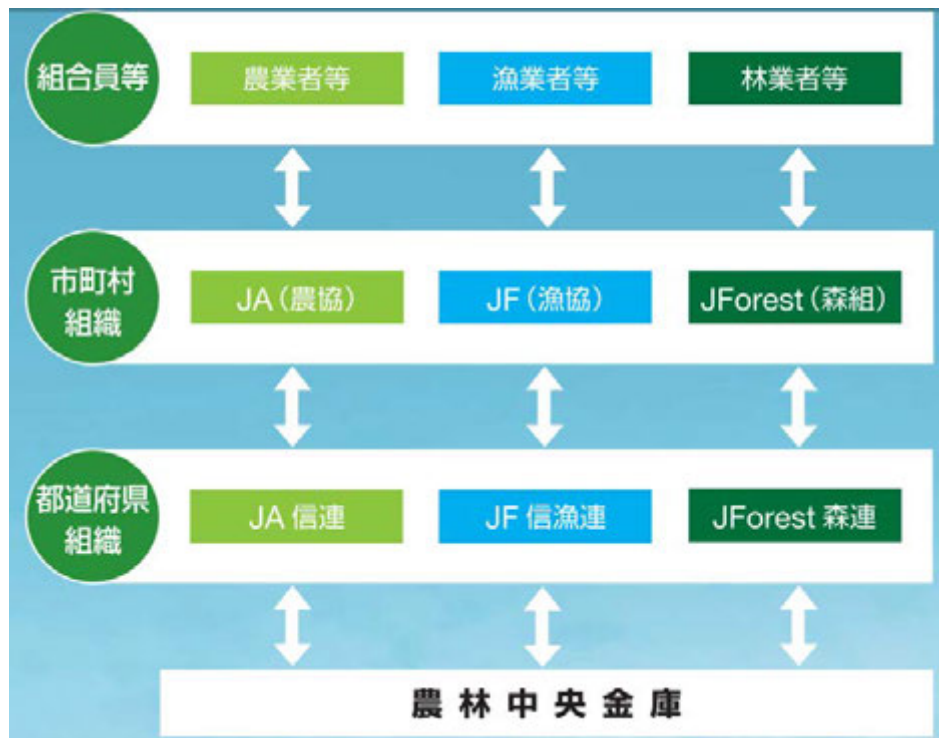 組合員等
農業者等
漁業者等
林業者等
市町村
組織
JA（農協）
JF（漁協）
JForest（森組）
都道府県
組織
JA 信連
JF 信漁連
JForest 森連
農林中央金庫